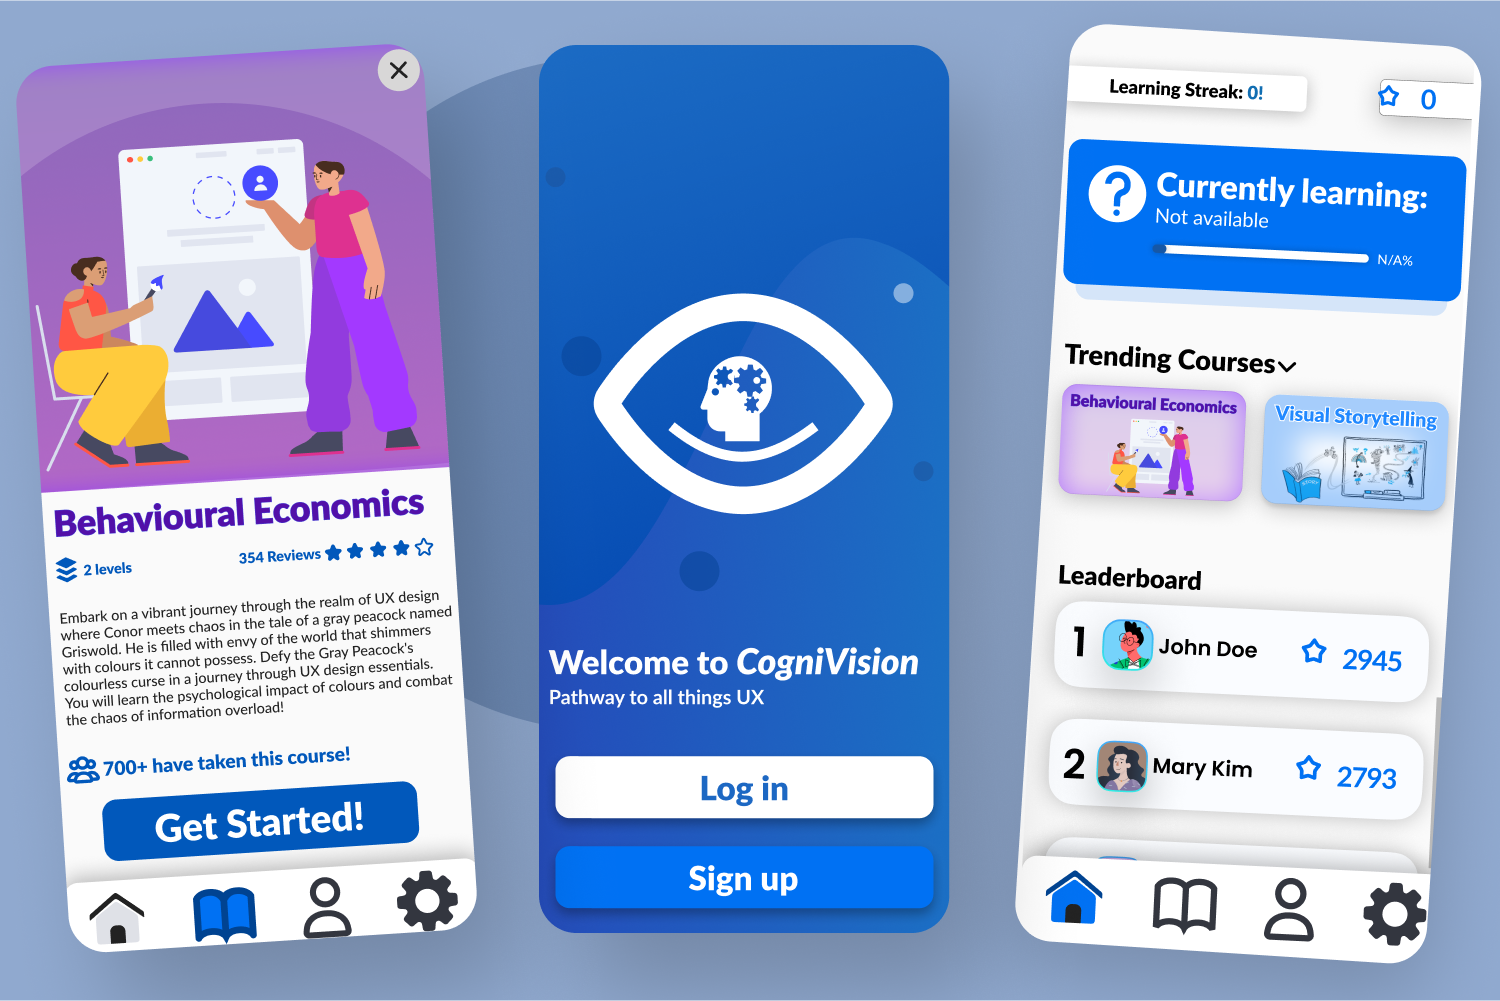 Behavioural Economics
2 levels
354 Reviews
Embark on a vibrant journey through the realm of UX design
where Conor meets chaos in the tale of a gray peacock named
Griswold. He is filled with envy of the world that shimmers
with colours it cannot possess. Defy the Gray Peacock's
colourless curse in a journey through UX design essentials.
You will learn the psychological impact of colours and combat
the chaos of information overload!
700+ have taken this course!
Get Started!
Welcome to CogniVision
Pathway to all things UX
Log in
Sign up
Learning Streak: 0!
0
Currently learning:
Not available
N/A%
Trending Courses
Behavioural Economics
Visual Storytelling
Leaderboard
1 John Doe 2945
2 Mary Kim 2793